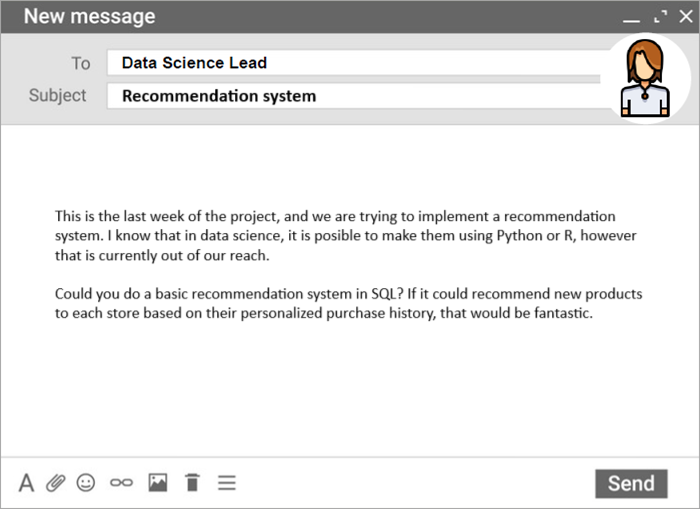 New message
To Data Science Lead
Subject Recommendation system
This is the last week of the project, and we are trying to implement a recommendation
system. I know that in data science, it is posible to make them using Python or R, however
that is currently out of our reach.
Could you do a basic recommendation system in SQL? If it could recommend new products
to each store based on their personalized purchase history, that would be fantastic.
A
Send